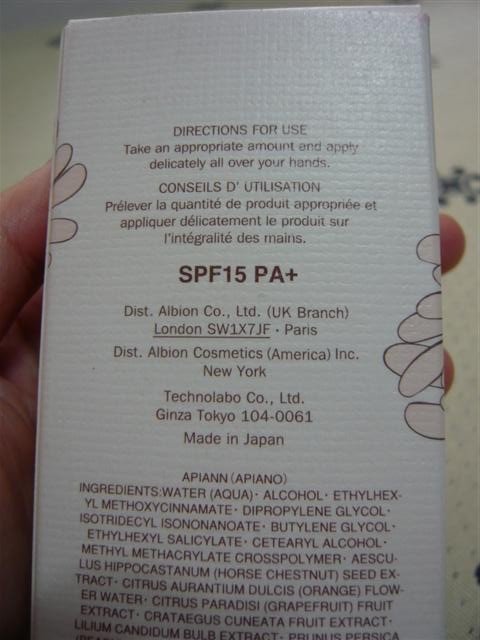 DIRECTIONS FOR USE
Take an appropriate amount and apply
delicately all over your hands.
CONSEILS D' UTILISATION
Prélever la quantité de produit appropriée et
appliquer délicatement le produit sur
l'intégralité des mains.
SPF15 PA+
Dist. Albion Co., Ltd. (UK Branch)
London SW1X7JF · Paris
Dist. Albion Cosmetics (America) Inc.
New York
Technolabo Co., Ltd.
Ginza Tokyo 104-0061
Made in Japan
APIANN (APIANO)
INGREDIENTS:WATER (AQUA)· ALCOHOL· ETHYLHEX-
YL METHOXYCINNAMATE· DIPROPYLENE GLYCOL·
ISOTRIDECYL ISONONANOATE· BUTYLENE GLYCOL·
ETHYLHEXYL SALICYLATE· CETEARYL ALCOHOL·
METHYL METHACRYLATE CROSSPOLYMER· AESCU-
LUS HIPPOCASTANUM (HORSE CHESTNUT) SEED EX-
TRACT· CITRUS AURANTIUM DULCIS (ORANGE) FLOW-
ER WATER· CITRUS PARADISI (GRAPEFRUIT) FRUIT
EXTRACT· CRATAEGUS CUNEATA FRUIT EXTRACT·
LILIUM CANDIDUM BULB EXTRACT· PRUNUS PERSICA